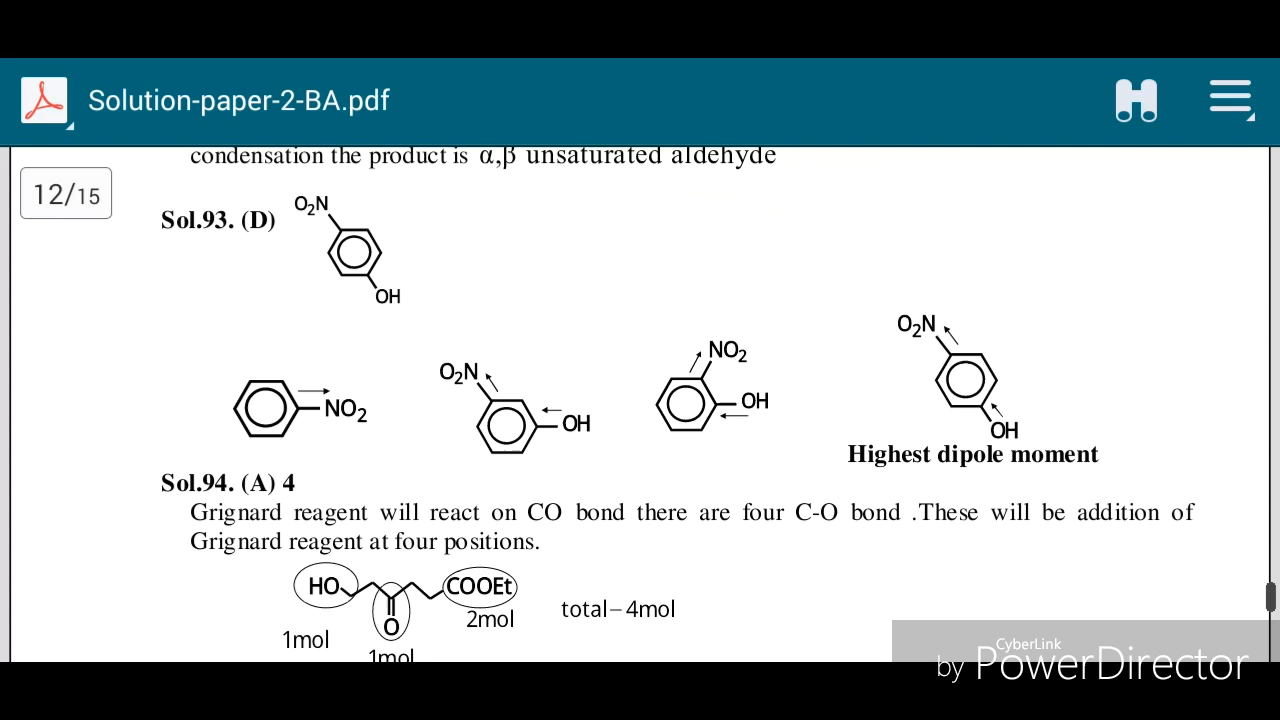 Solution-paper-2-BA.pdf
condensation the product is α,β unsaturated aldehyde
12/15
Sol.93. (D)
O₂N
OH
NO₂
O₂N
OH
NO₂
OH
O₂N
OH
Highest dipole moment
Sol.94. (A) 4
Grignard reagent will react on CO bond there are four C-O bond .These will be addition of
Grignard reagent at four positions.
HO
COOEt
O
1mol
1mol
2mol
total–4mol
CyberLink
by PowerDirector